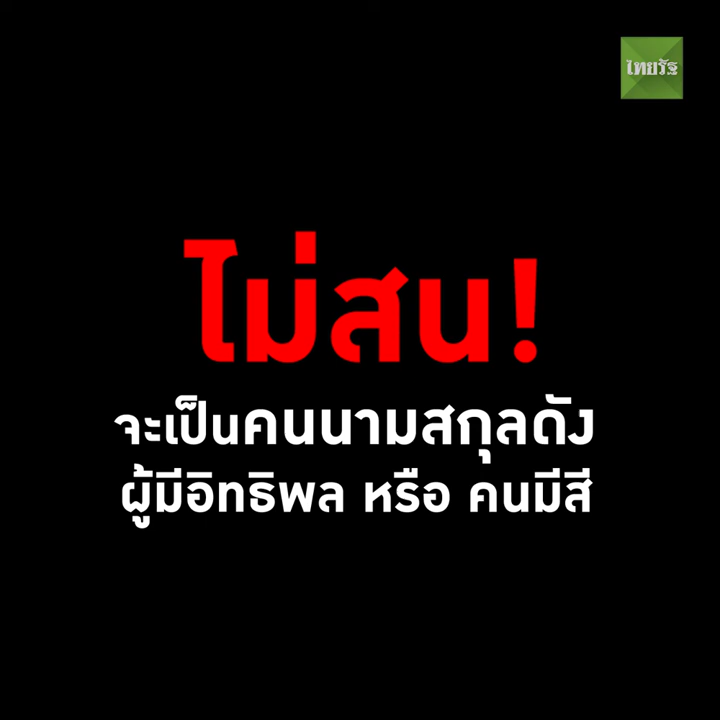 ไทยรัฐ
ไม่สน!
จะเป็นคนนามสกุลดัง
ผู้มีอิทธิพล หรือ คนมีสี